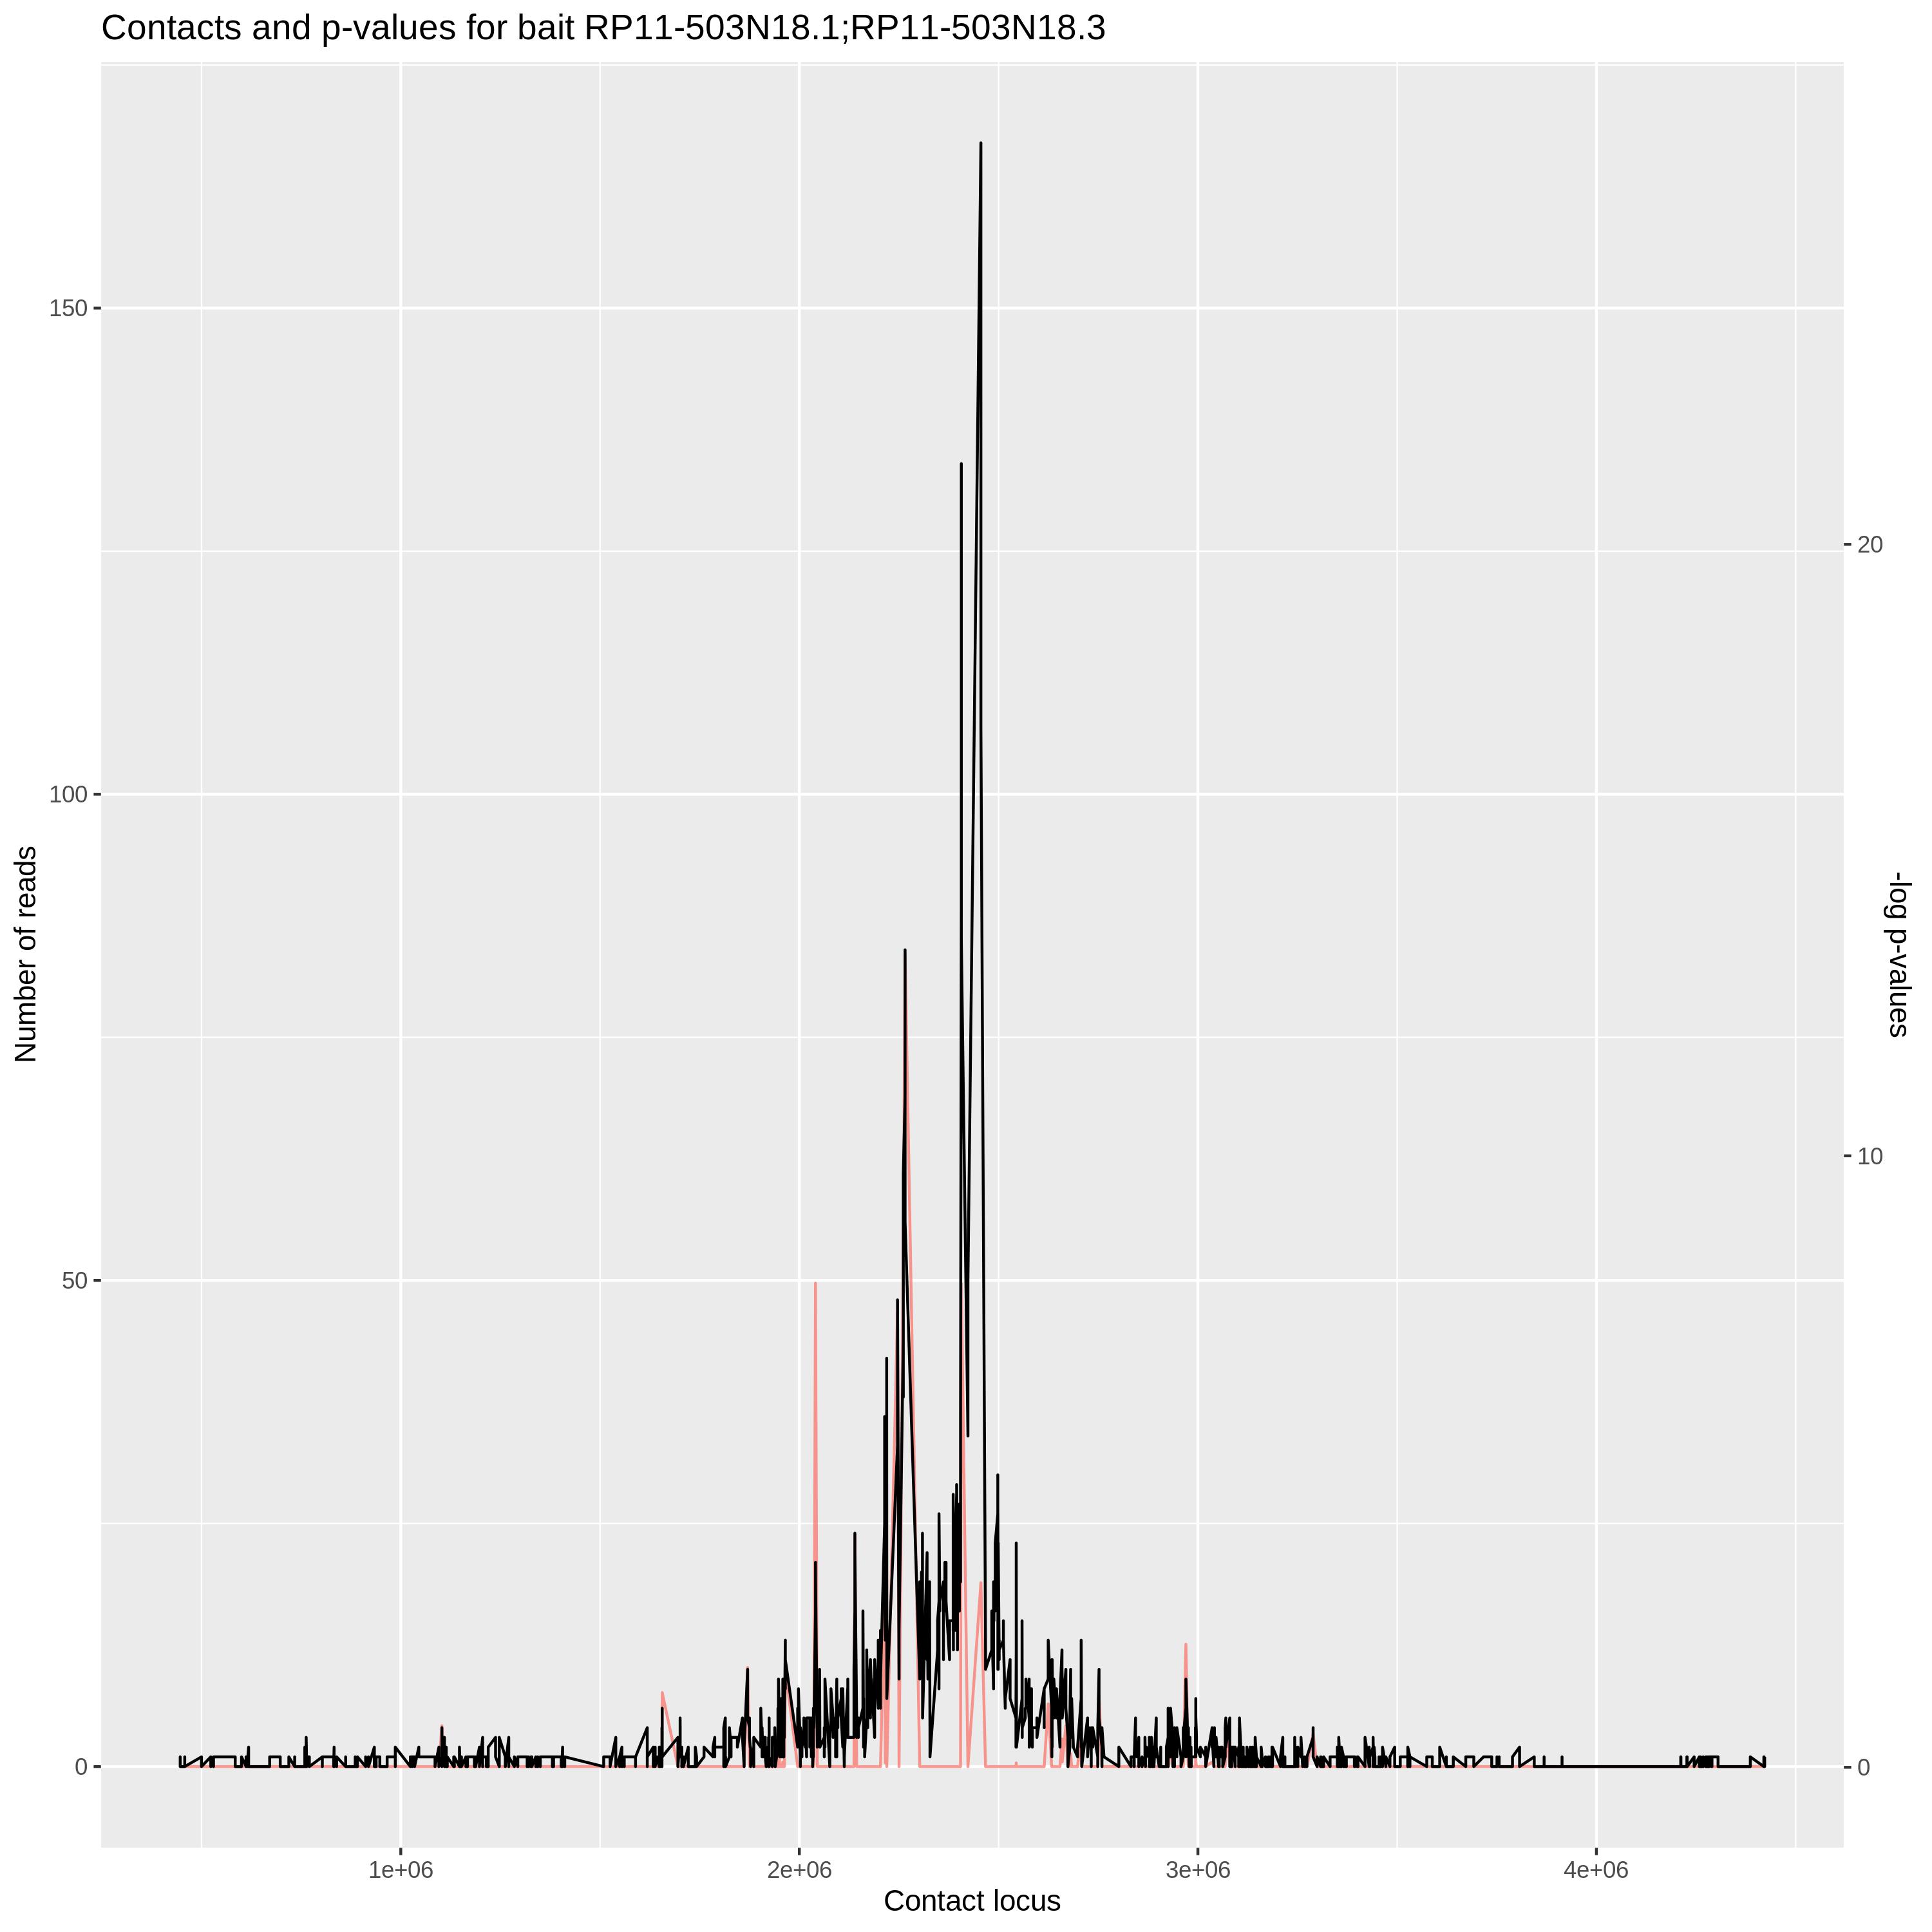 Contacts and p-values for bait RP11-503N18.1;RP11-503N18.3
150
100
50
0
Number of reads
20
10
0
-log p-values
1e+06
2e+06
3e+06
4e+06
Contact locus